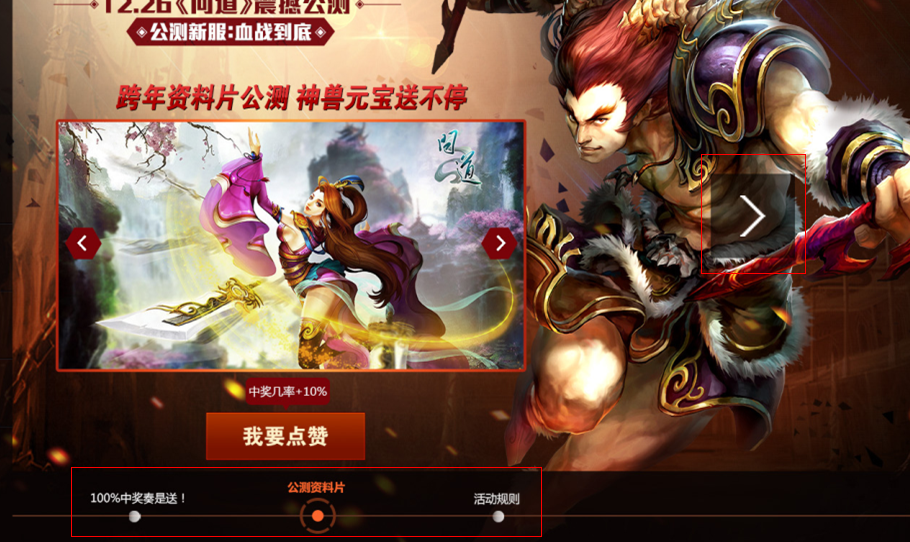 12.26《问道》震撼公测
公测新服:血战到底
跨年资料片公测 神兽元宝送不停
问道
中奖几率+10%
我要点赞
100%中奖奏是送！
公测资料片
活动规则